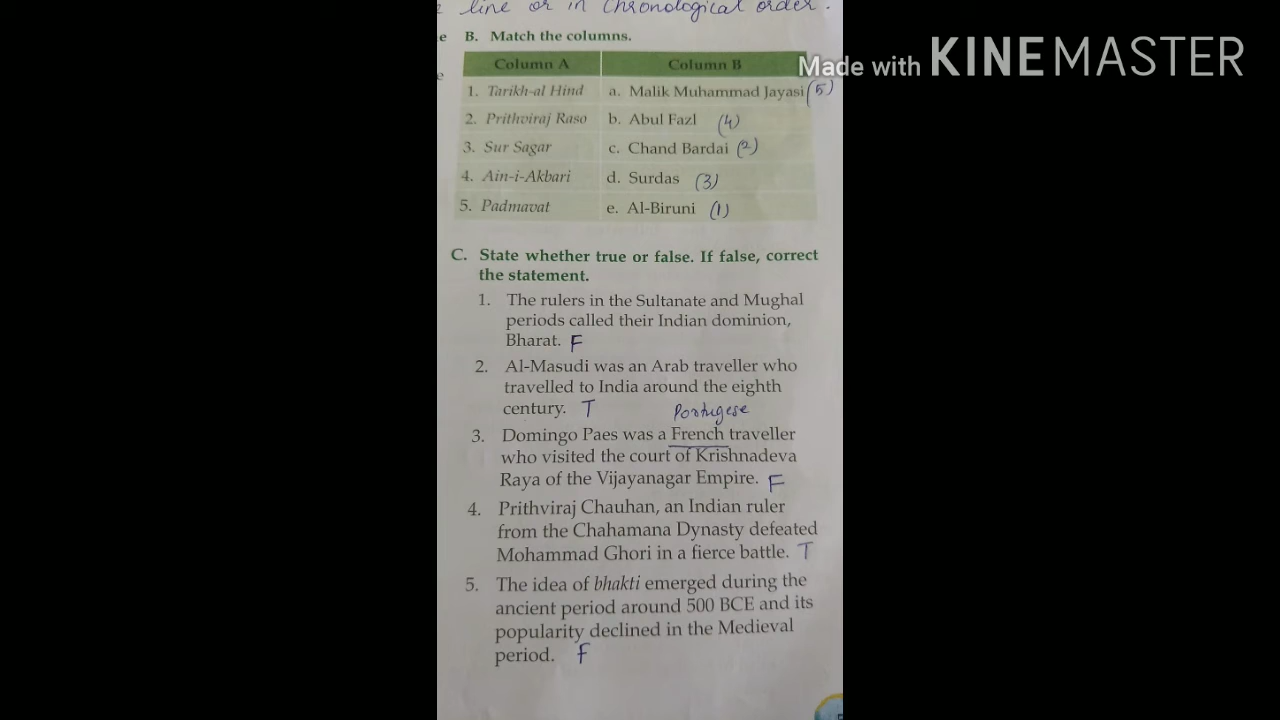 line or in Chronological order.
e B. Match the columns.
Made with KINEMASTER
e
Column A Column B
1. Tarikh-al Hind a. Malik Muhammad Jayasi (5)
2. Prithviraj Raso b. Abul Fazl (4)
3. Sur Sagar c. Chand Bardai (2)
4. Ain-i-Akbari d. Surdas (3)
5. Padmavat e. Al-Biruni (1)
C. State whether true or false. If false, correct
the statement.
1. The rulers in the Sultanate and Mughal
periods called their Indian dominion,
Bharat. F
2. Al-Masudi was an Arab traveller who
travelled to India around the eighth
century. T
Portugese
3. Domingo Paes was a French traveller
who visited the court of Krishnadeva
Raya of the Vijayanagar Empire. F
4. Prithviraj Chauhan, an Indian ruler
from the Chahamana Dynasty defeated
Mohammad Ghori in a fierce battle. T
5. The idea of bhakti emerged during the
ancient period around 500 BCE and its
popularity declined in the Medieval
period. F